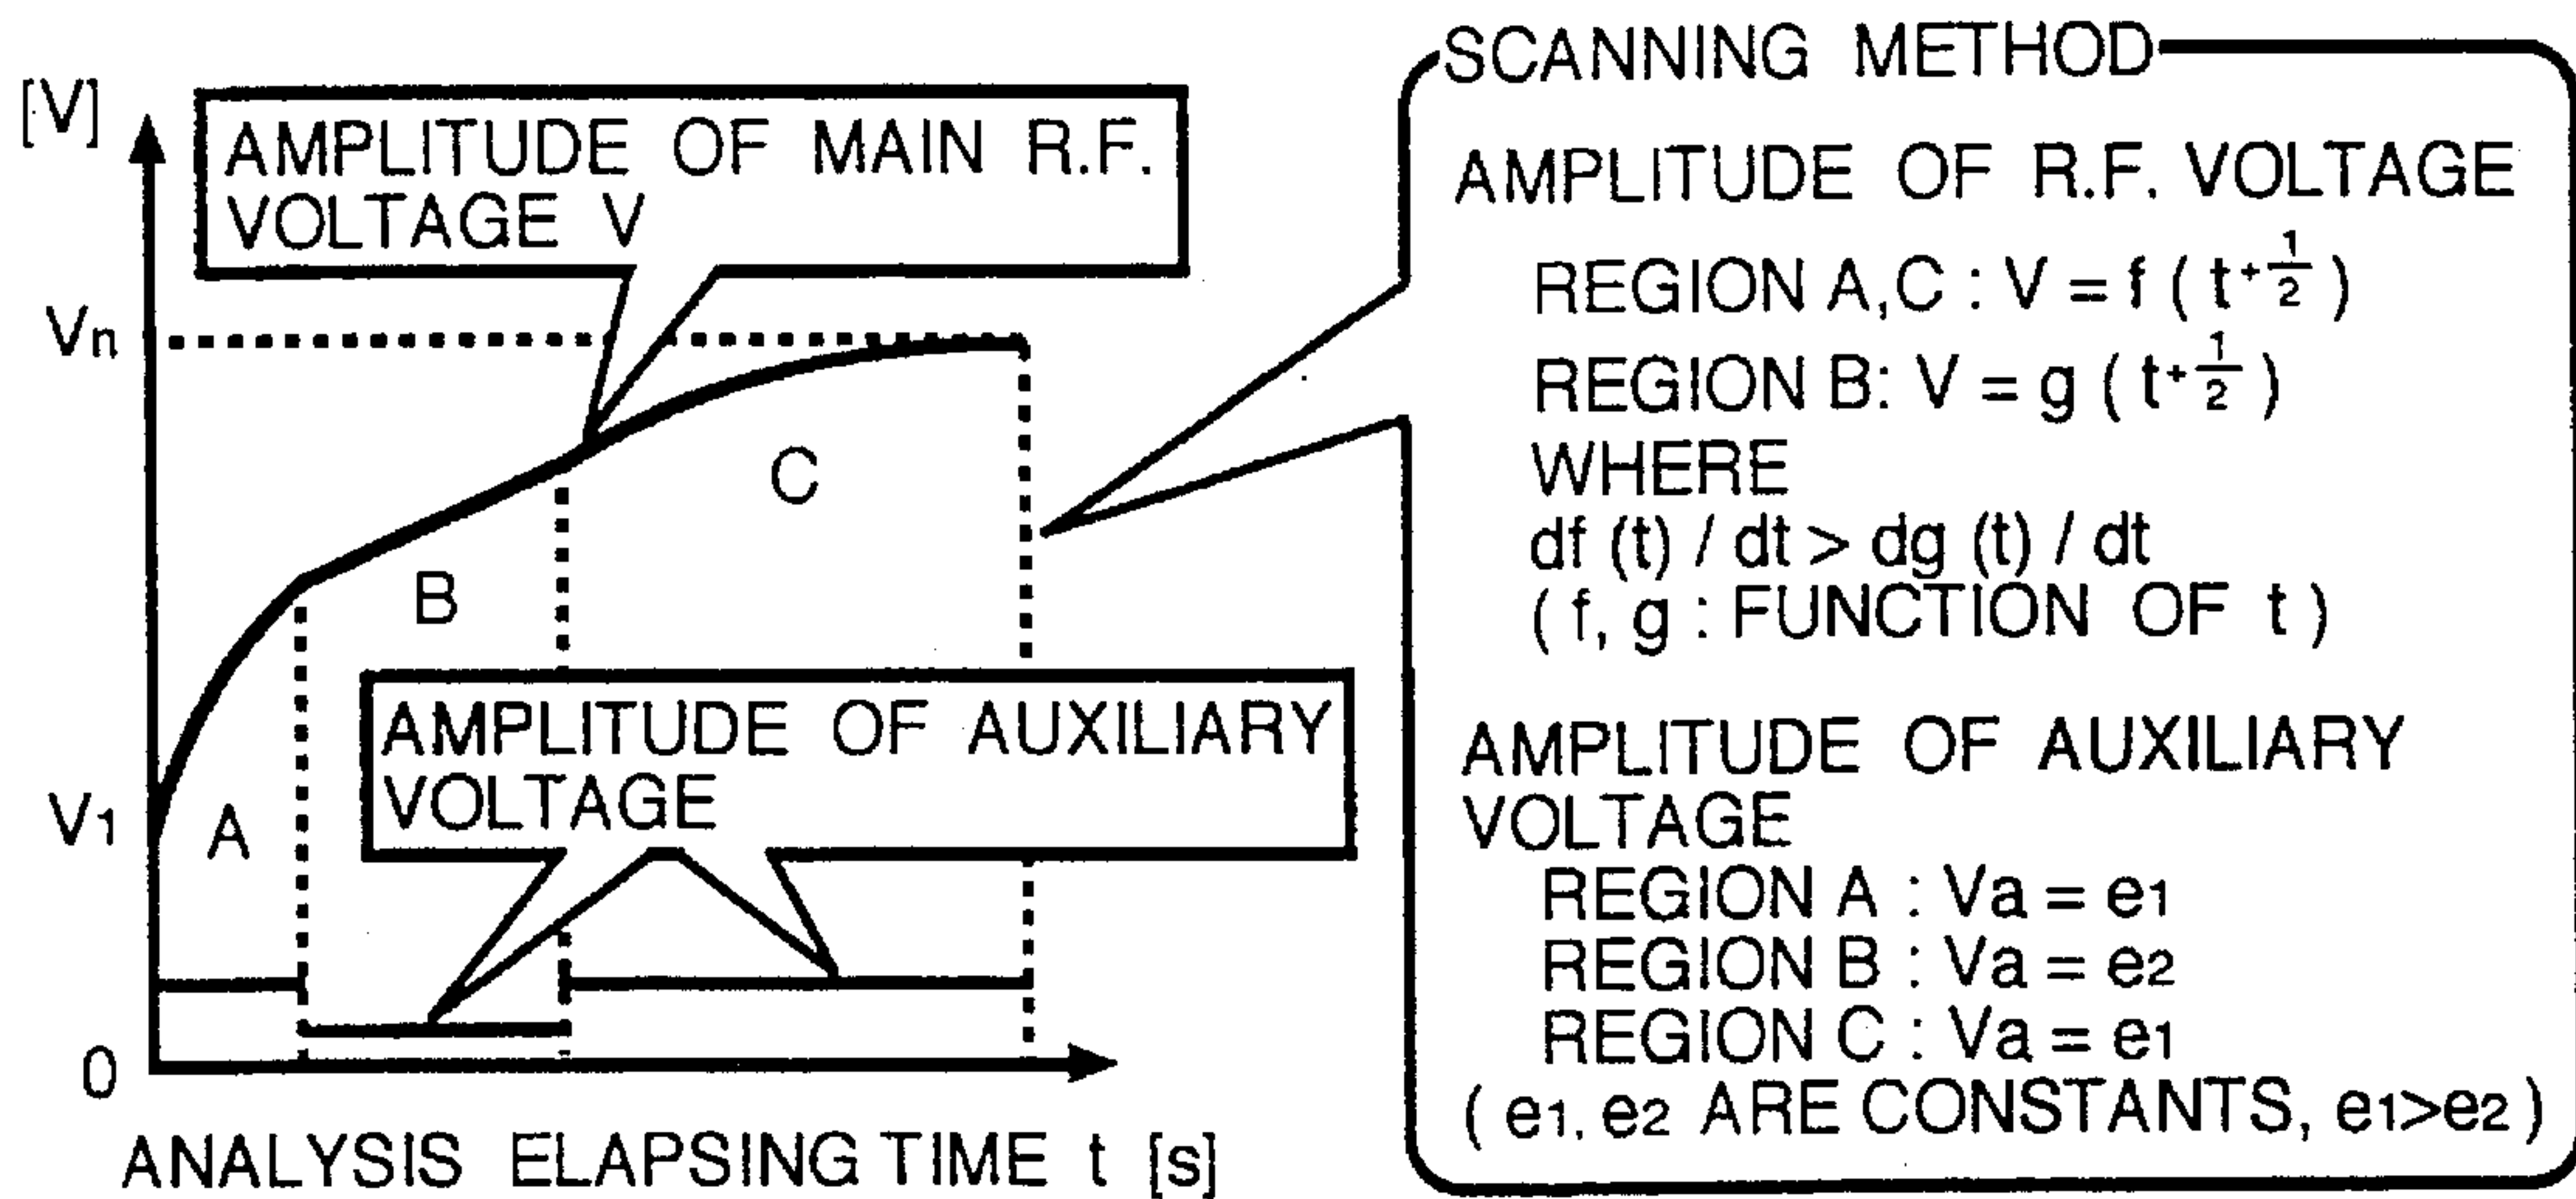 [V]
AMPLITUDE OF MAIN R.F.
VOLTAGE V
Vn
V1
0
A
B
C
AMPLITUDE OF AUXILIARY
VOLTAGE
ANALYSIS ELAPSING TIME t [s]
SCANNING METHOD
AMPLITUDE OF R.F. VOLTAGE
REGION A,C : V = f ( t^{+1/2} )
REGION B: V = g ( t^{+1/2} )
WHERE
df (t) / dt > dg (t) / dt
( f, g : FUNCTION OF t )
AMPLITUDE OF AUXILIARY
VOLTAGE
REGION A : Va = e1
REGION B : Va = e2
REGION C : Va = e1
( e1, e2 ARE CONSTANTS, e1>e2 )